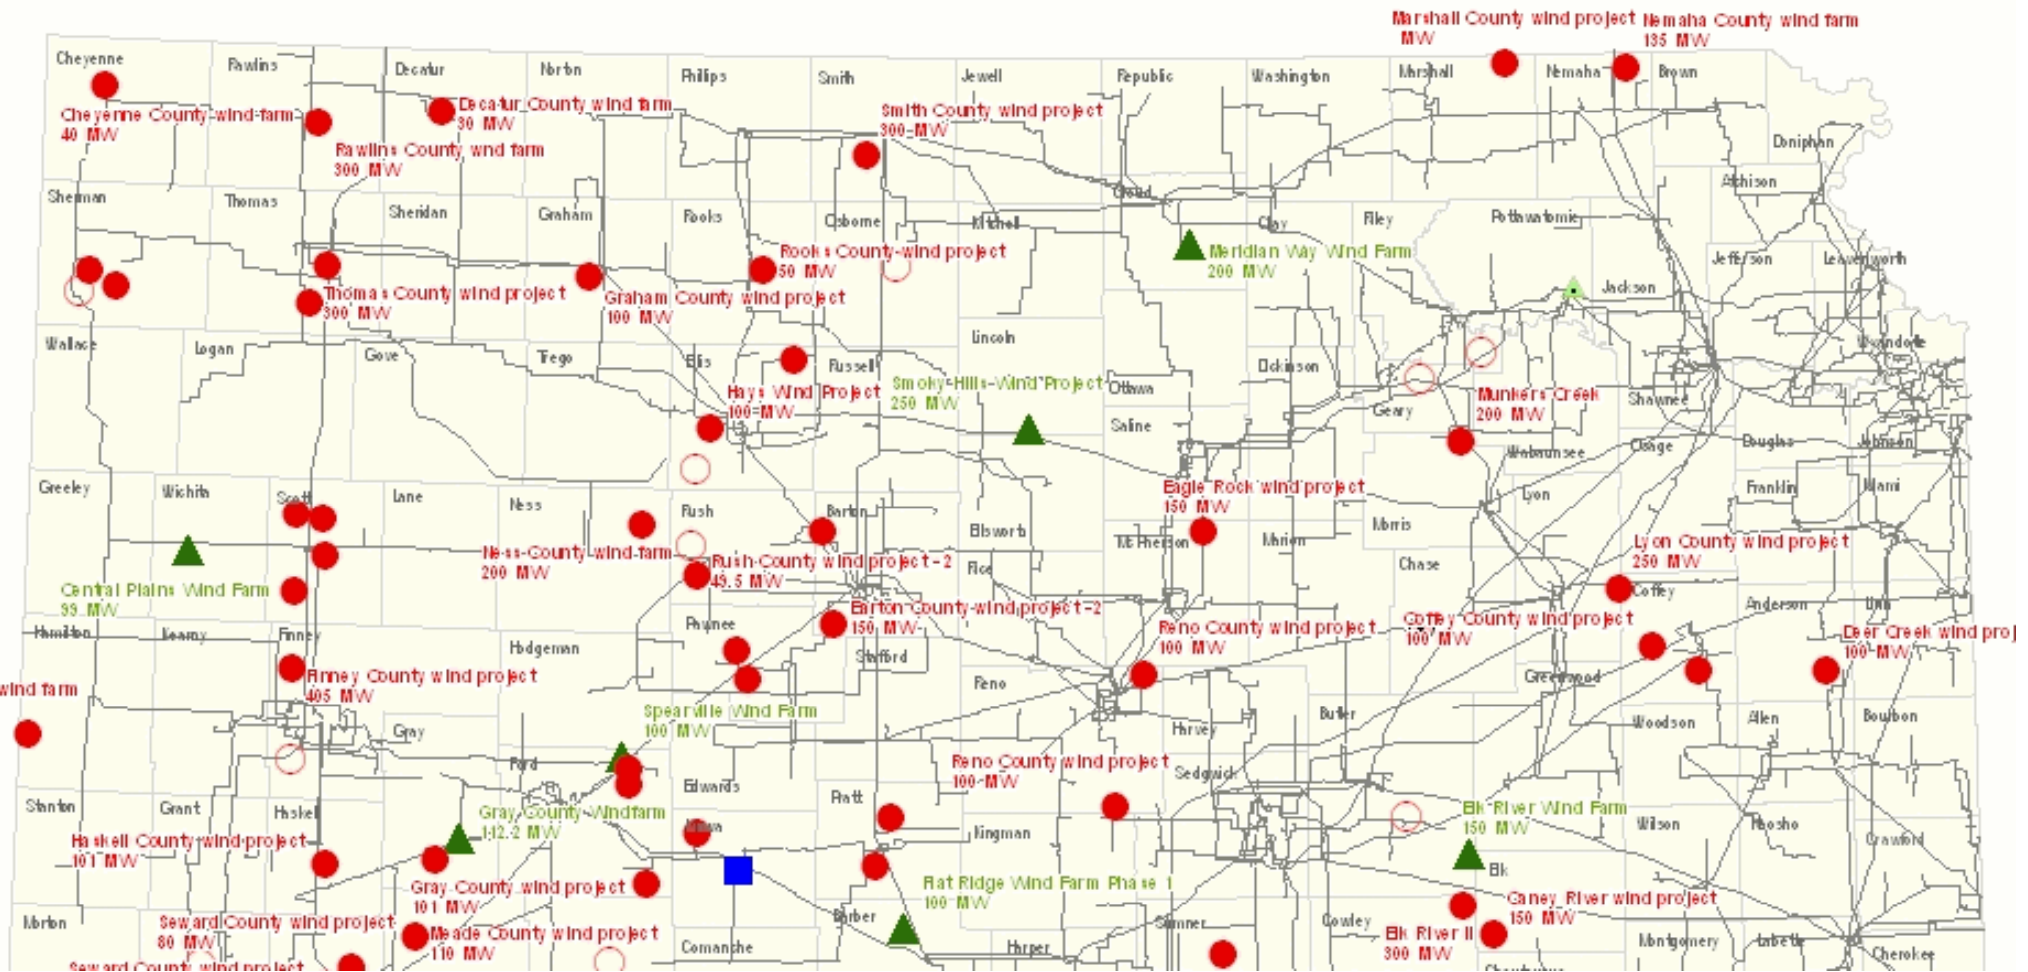 Marshall County wind project
MW
Nemaha County wind farm
135 MW
Cheyenne
Rawlins
Decatur
Norton
Phillips
Smith
Jewell
Republic
Washington
Marshall
Nemaha
Brown
Cheyenne County wind farm
40 MW
Decatur County wind farm
30 MW
Smith County wind project
300 MW
Rawlins County wnd farm
300 MW
Doniphan
Atchison
Sherman
Thomas
Sheridan
Graham
Rooks
Osborne
Mitchell
Cloud
Clay
Riley
Pottawatomie
Jackson
Jefferson
Leavenworth
Rooks County wind project
50 MW
Meridian Way Wind Farm
200 MW
Thomas County wind project
300 MW
Graham County wind project
100 MW
Wallace
Logan
Gove
Trego
Ellis
Russell
Lincoln
Ottawa
Dickinson
Geary
Shawnee
Wyandotte
Hays Wind Project
100 MW
Smoky Hills Wind Project
250 MW
Munkers Creek
200 MW
Saline
Wabaunsee
Osage
Douglas
Johnson
Greeley
Wichita
Scott
Lane
Ness
Rush
Barton
Ellsworth
Mc Pherson
Marion
Morris
Lyon
Franklin
Miami
Eagle Rock wind project
150 MW
Ness County wind farm
200 MW
Rush County wind project - 2
49.5 MW
Rice
Chase
Lyon County wind project
250 MW
Central Plains Wind Farm
99 MW
Barton County wind project -2
150 MW
Coffey
Anderson
Linn
Coffey County wind project
100 MW
Reno County wind project
100 MW
Deer Creek wind proj
100 MW
Hamilton
Kearny
Finney
Hodgeman
Pawnee
Stafford
Reno
Harvey
Butler
Greenwood
Woodson
Allen
Bourbon
Finney County wind project
405 MW
wind farm
Spearville Wind Farm
100 MW
Gray
Ford
Edwards
Reno County wind project
100 MW
Sedgwick
Stanton
Grant
Haskell
Pratt
Kiowa
Kingman
Wilson
Neosho
Crawford
Gray County Windfarm
112.2 MW
Elk River Wind Farm
150 MW
Elk
Haskell County wind project
101 MW
Gray County wind project
101 MW
Flat Ridge Wind Farm Phase 1
100 MW
Caney River wind project
150 MW
Morton
Seward County wind project
80 MW
Meade County wind project
110 MW
Comanche
Barber
Harper
Sumner
Cowley
Elk River II
300 MW
Montgomery
Labette
Cherokee
Seward County wind project
Chautauqua